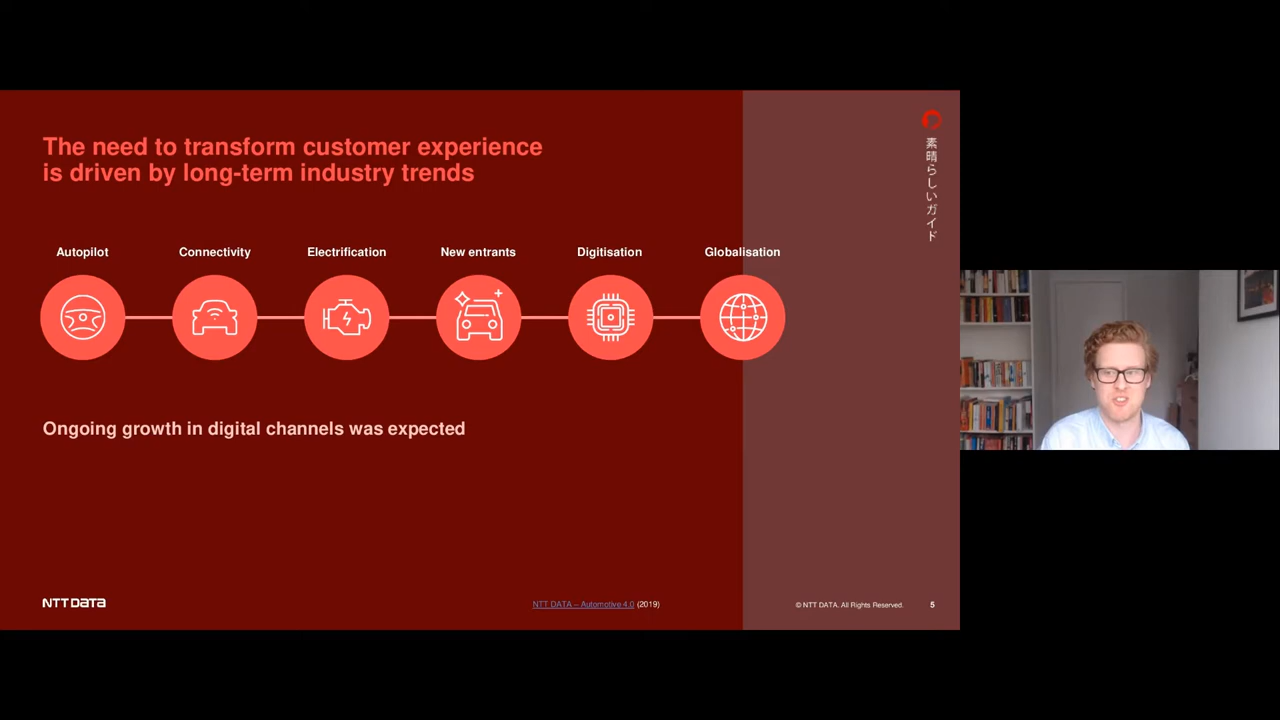 The need to transform customer experience
is driven by long-term industry trends
素晴らしいガイド
Autopilot
Connectivity
Electrification
New entrants
Digitisation
Globalisation
Ongoing growth in digital channels was expected
NTT DATA
NTT DATA – Automotive 4.0 (2019)
© NTT DATA. All Rights Reserved.
5